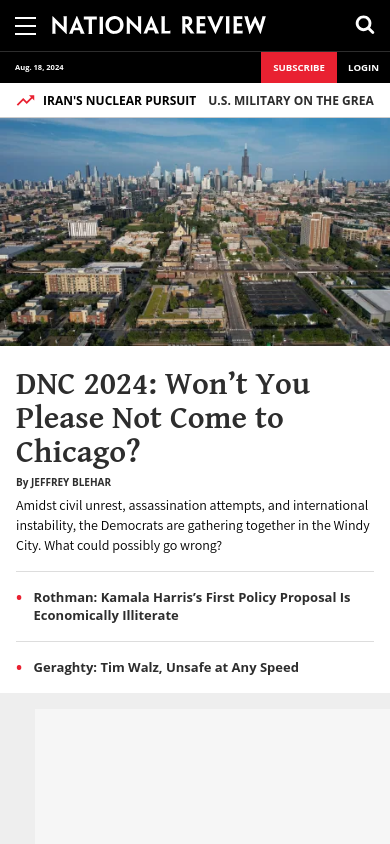 NATIONAL REVIEW
Aug. 18, 2024
SUBSCRIBE
LOGIN
IRAN'S NUCLEAR PURSUIT U.S. MILITARY ON THE GREA
DNC 2024: Won’t You
Please Not Come to
Chicago?
By JEFFREY BLEHAR
Amidst civil unrest, assassination attempts, and international
instability, the Democrats are gathering together in the Windy
City. What could possibly go wrong?
Rothman: Kamala Harris’s First Policy Proposal Is
Economically Illiterate
Geraghty: Tim Walz, Unsafe at Any Speed